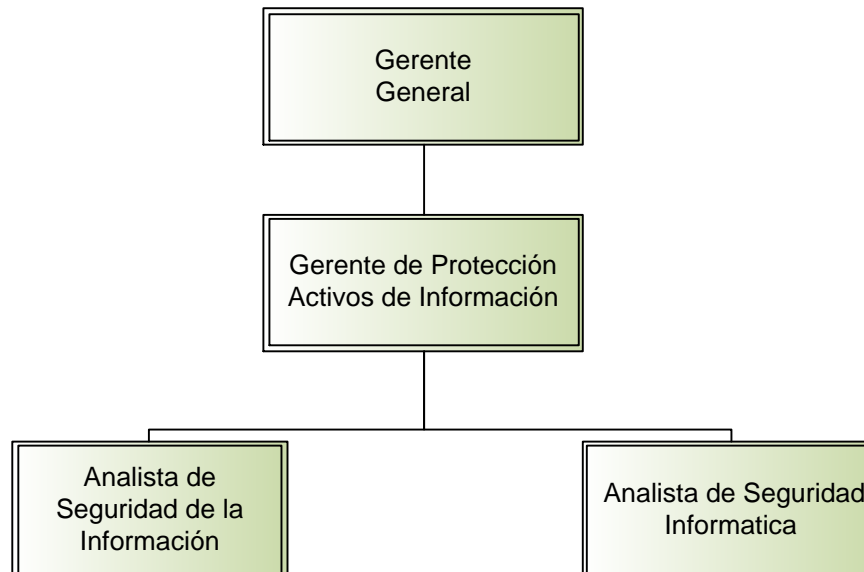 Gerente
General
Gerente de Protección
Activos de Información
Analista de
Seguridad de la
Información
Analista de Seguridad
Informatica